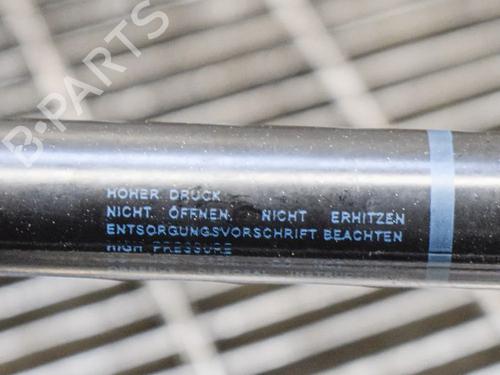 B-PARTS
HOHER DRUCK
NICHT ÖFFNEN, NICHT ERHITZEN
ENTSORGUNGSVORSCHRIFT BEACHTEN
HIGH PRESSURE